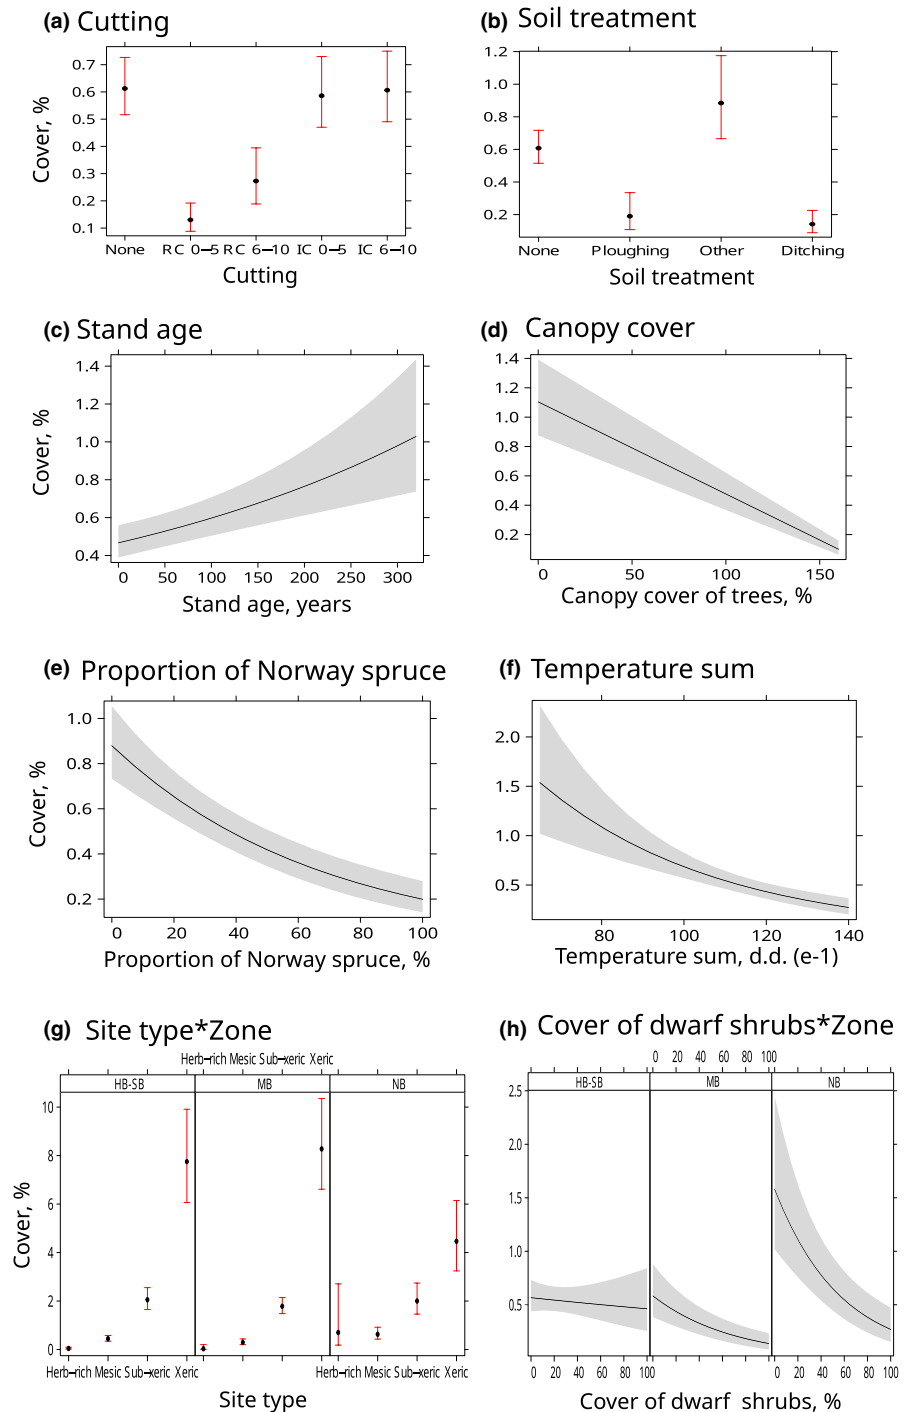 (a) Cutting
Cover, %
0.7
0.6
0.5
0.4
0.3
0.2
0.1
None RC 0–5 RC 6–10 IC 0–5 IC 6–10
Cutting
(b) Soil treatment
1.2
1.0
0.8
0.6
0.4
0.2
None Ploughing Other Ditching
Soil treatment
(c) Stand age
Cover, %
1.4
1.2
1.0
0.8
0.6
0.4
0 50 100 150 200 250 300
Stand age, years
(d) Canopy cover
1.4
1.2
1.0
0.8
0.6
0.4
0.2
0 50 100 150
Canopy cover of trees, %
(e) Proportion of Norway spruce
Cover, %
1.0
0.8
0.6
0.4
0.2
0 20 40 60 80 100
Proportion of Norway spruce, %
(f) Temperature sum
2.0
1.5
1.0
0.5
80 100 120 140
Temperature sum, d.d. (e-1)
(g) Site type*Zone
Herb–rich Mesic Sub–xeric Xeric
HB-SB MB NB
Cover, %
10
8
6
4
2
0
Herb–rich Mesic Sub–xeric Xeric Herb–rich Mesic Sub–xeric Xeric
Site type
(h) Cover of dwarf shrubs*Zone
0 20 40 60 80 100
HB-SB MB NB
2.5
2.0
1.5
1.0
0.5
0 20 40 60 80 100 0 20 40 60 80 100
Cover of dwarf shrubs, %